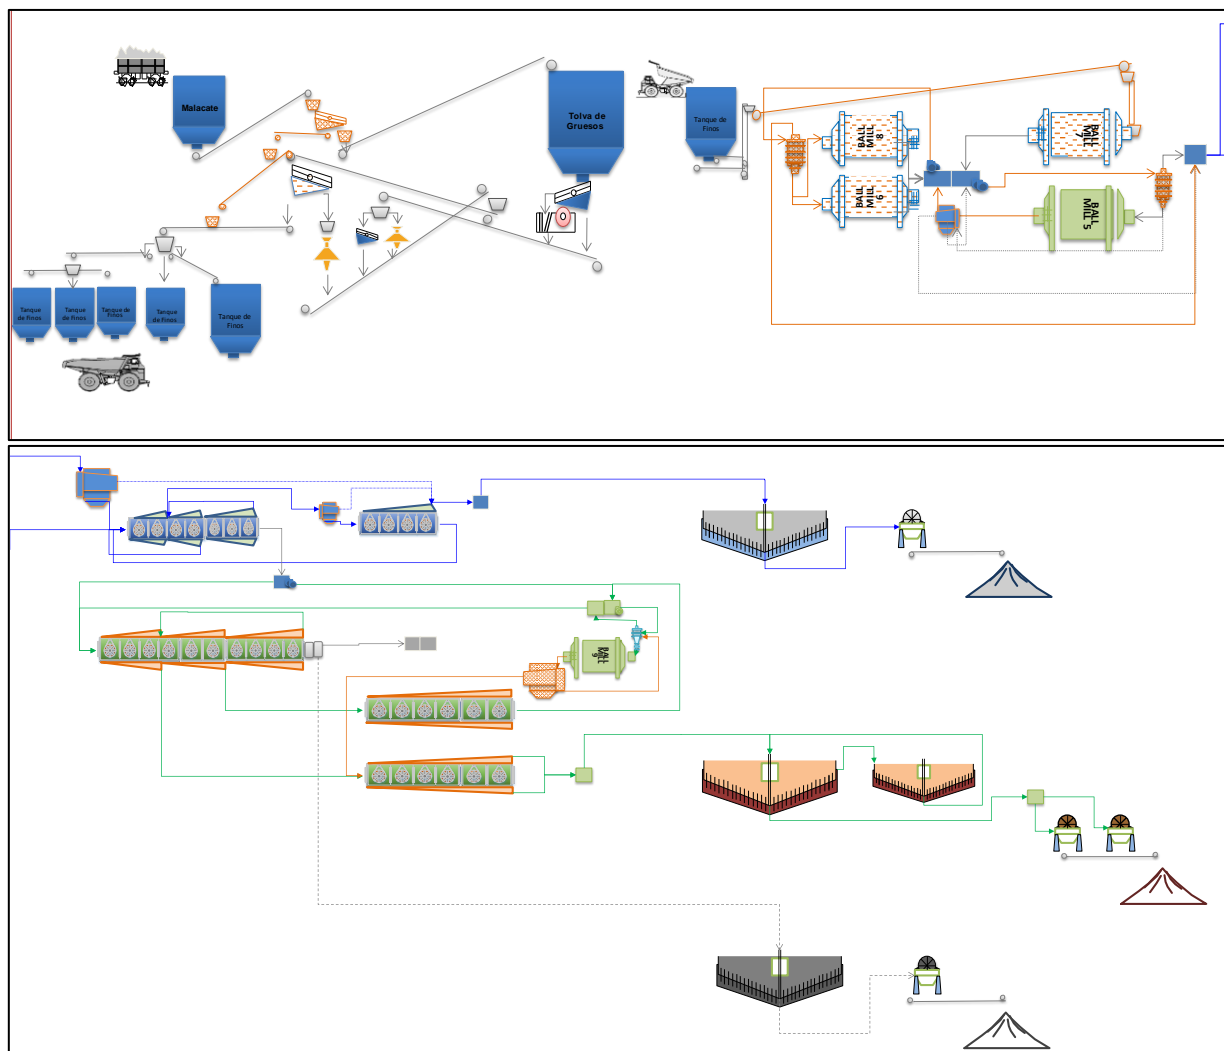 Malacate
Tolva de
Gruesos
Tanque de
Finos
BALL
MILL
8
BALL
MILL
7
BALL
MILL
6
BALL
MILL 5
Tanque
de Finos
Tanque
de Finos
Tanque de
Finos
Tanque
de Finos
Tanque de
Finos
BALL
MILL
9